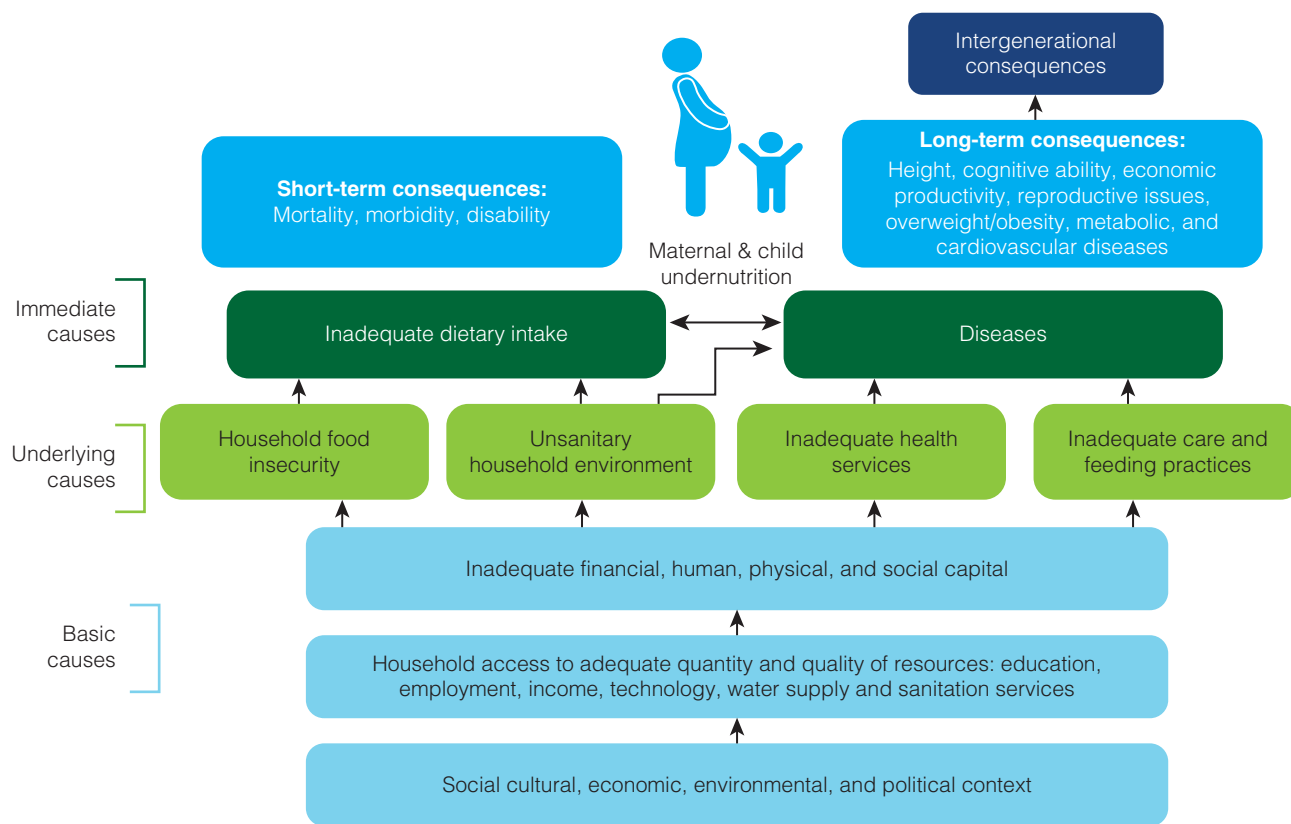 Intergenerational
consequences
Short-term consequences:
Mortality, morbidity, disability
Long-term consequences:
Height, cognitive ability, economic
productivity, reproductive issues,
overweight/obesity, metabolic, and
cardiovascular diseases
Maternal & child
undernutrition
Immediate
causes
Inadequate dietary intake
Diseases
Underlying
causes
Household food
insecurity
Unsanitary
household environment
Inadequate health
services
Inadequate care and
feeding practices
Basic
causes
Inadequate financial, human, physical, and social capital
Household access to adequate quantity and quality of resources: education,
employment, income, technology, water supply and sanitation services
Social cultural, economic, environmental, and political context